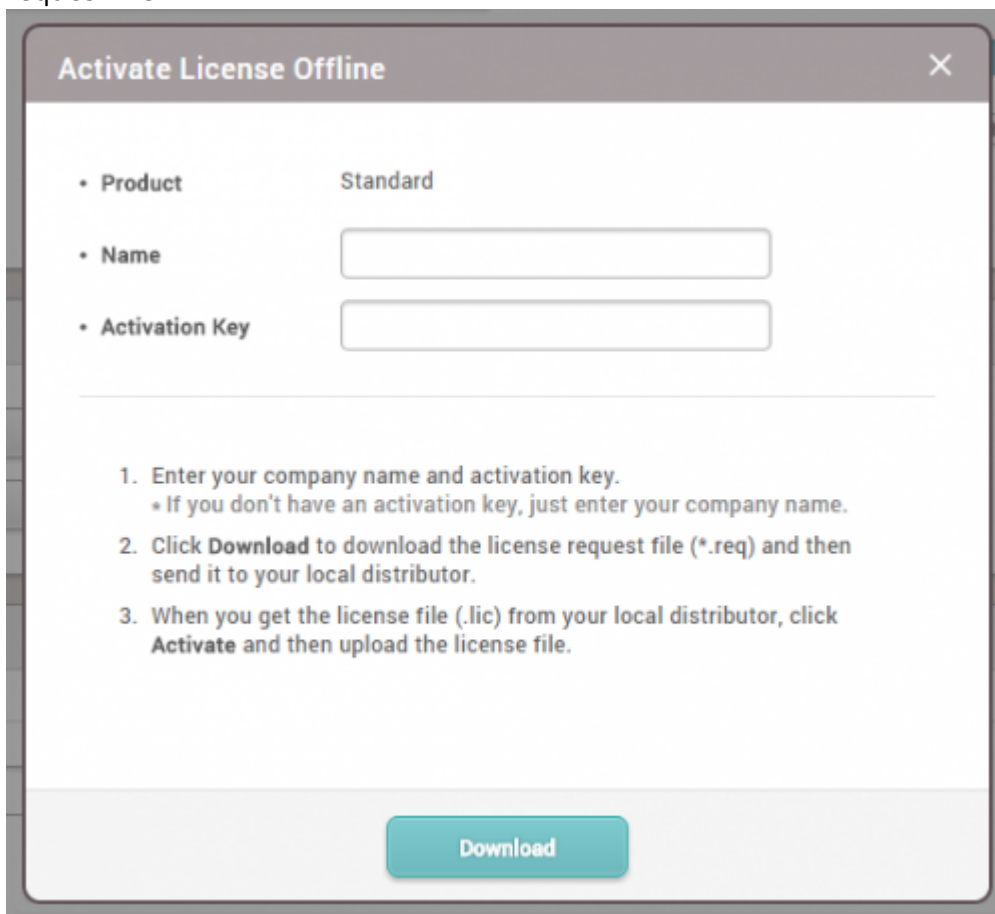 Activate License Offline
• Product Standard
• Name
• Activation Key
1. Enter your company name and activation key.
* If you don't have an activation key, just enter your company name.
2. Click Download to download the license request file (*.req) and then
send it to your local distributor.
3. When you get the license file (.lic) from your local distributor, click
Activate and then upload the license file.
Download